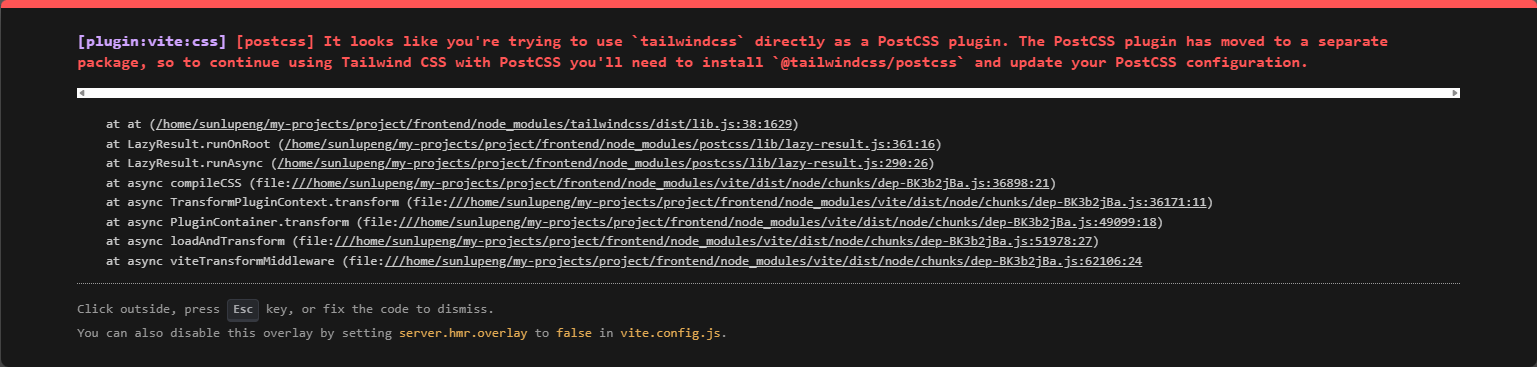 [plugin:vite:css] [postcss] It looks like you're trying to use `tailwindcss` directly as a PostCSS plugin. The PostCSS plugin has moved to a separate
package, so to continue using Tailwind CSS with PostCSS you'll need to install `@tailwindcss/postcss` and update your PostCSS configuration.
at at (/home/sunlupeng/my-projects/project/frontend/node_modules/tailwindcss/dist/lib.js:38:1629)
at LazyResult.runOnRoot (/home/sunlupeng/my-projects/project/frontend/node_modules/postcss/lib/lazy-result.js:361:16)
at LazyResult.runAsync (/home/sunlupeng/my-projects/project/frontend/node_modules/postcss/lib/lazy-result.js:290:26)
at async compileCSS (file:///home/sunlupeng/my-projects/project/frontend/node_modules/vite/dist/node/chunks/dep-BK3b2jBa.js:36898:21)
at async TransformPluginContext.transform (file:///home/sunlupeng/my-projects/project/frontend/node_modules/vite/dist/node/chunks/dep-BK3b2jBa.js:36171:11)
at async PluginContainer.transform (file:///home/sunlupeng/my-projects/project/frontend/node_modules/vite/dist/node/chunks/dep-BK3b2jBa.js:49099:18)
at async loadAndTransform (file:///home/sunlupeng/my-projects/project/frontend/node_modules/vite/dist/node/chunks/dep-BK3b2jBa.js:51978:27)
at async viteTransformMiddleware (file:///home/sunlupeng/my-projects/project/frontend/node_modules/vite/dist/node/chunks/dep-BK3b2jBa.js:62106:24
Click outside, press Esc key, or fix the code to dismiss.
You can also disable this overlay by setting server.hmr.overlay to false in vite.config.js.